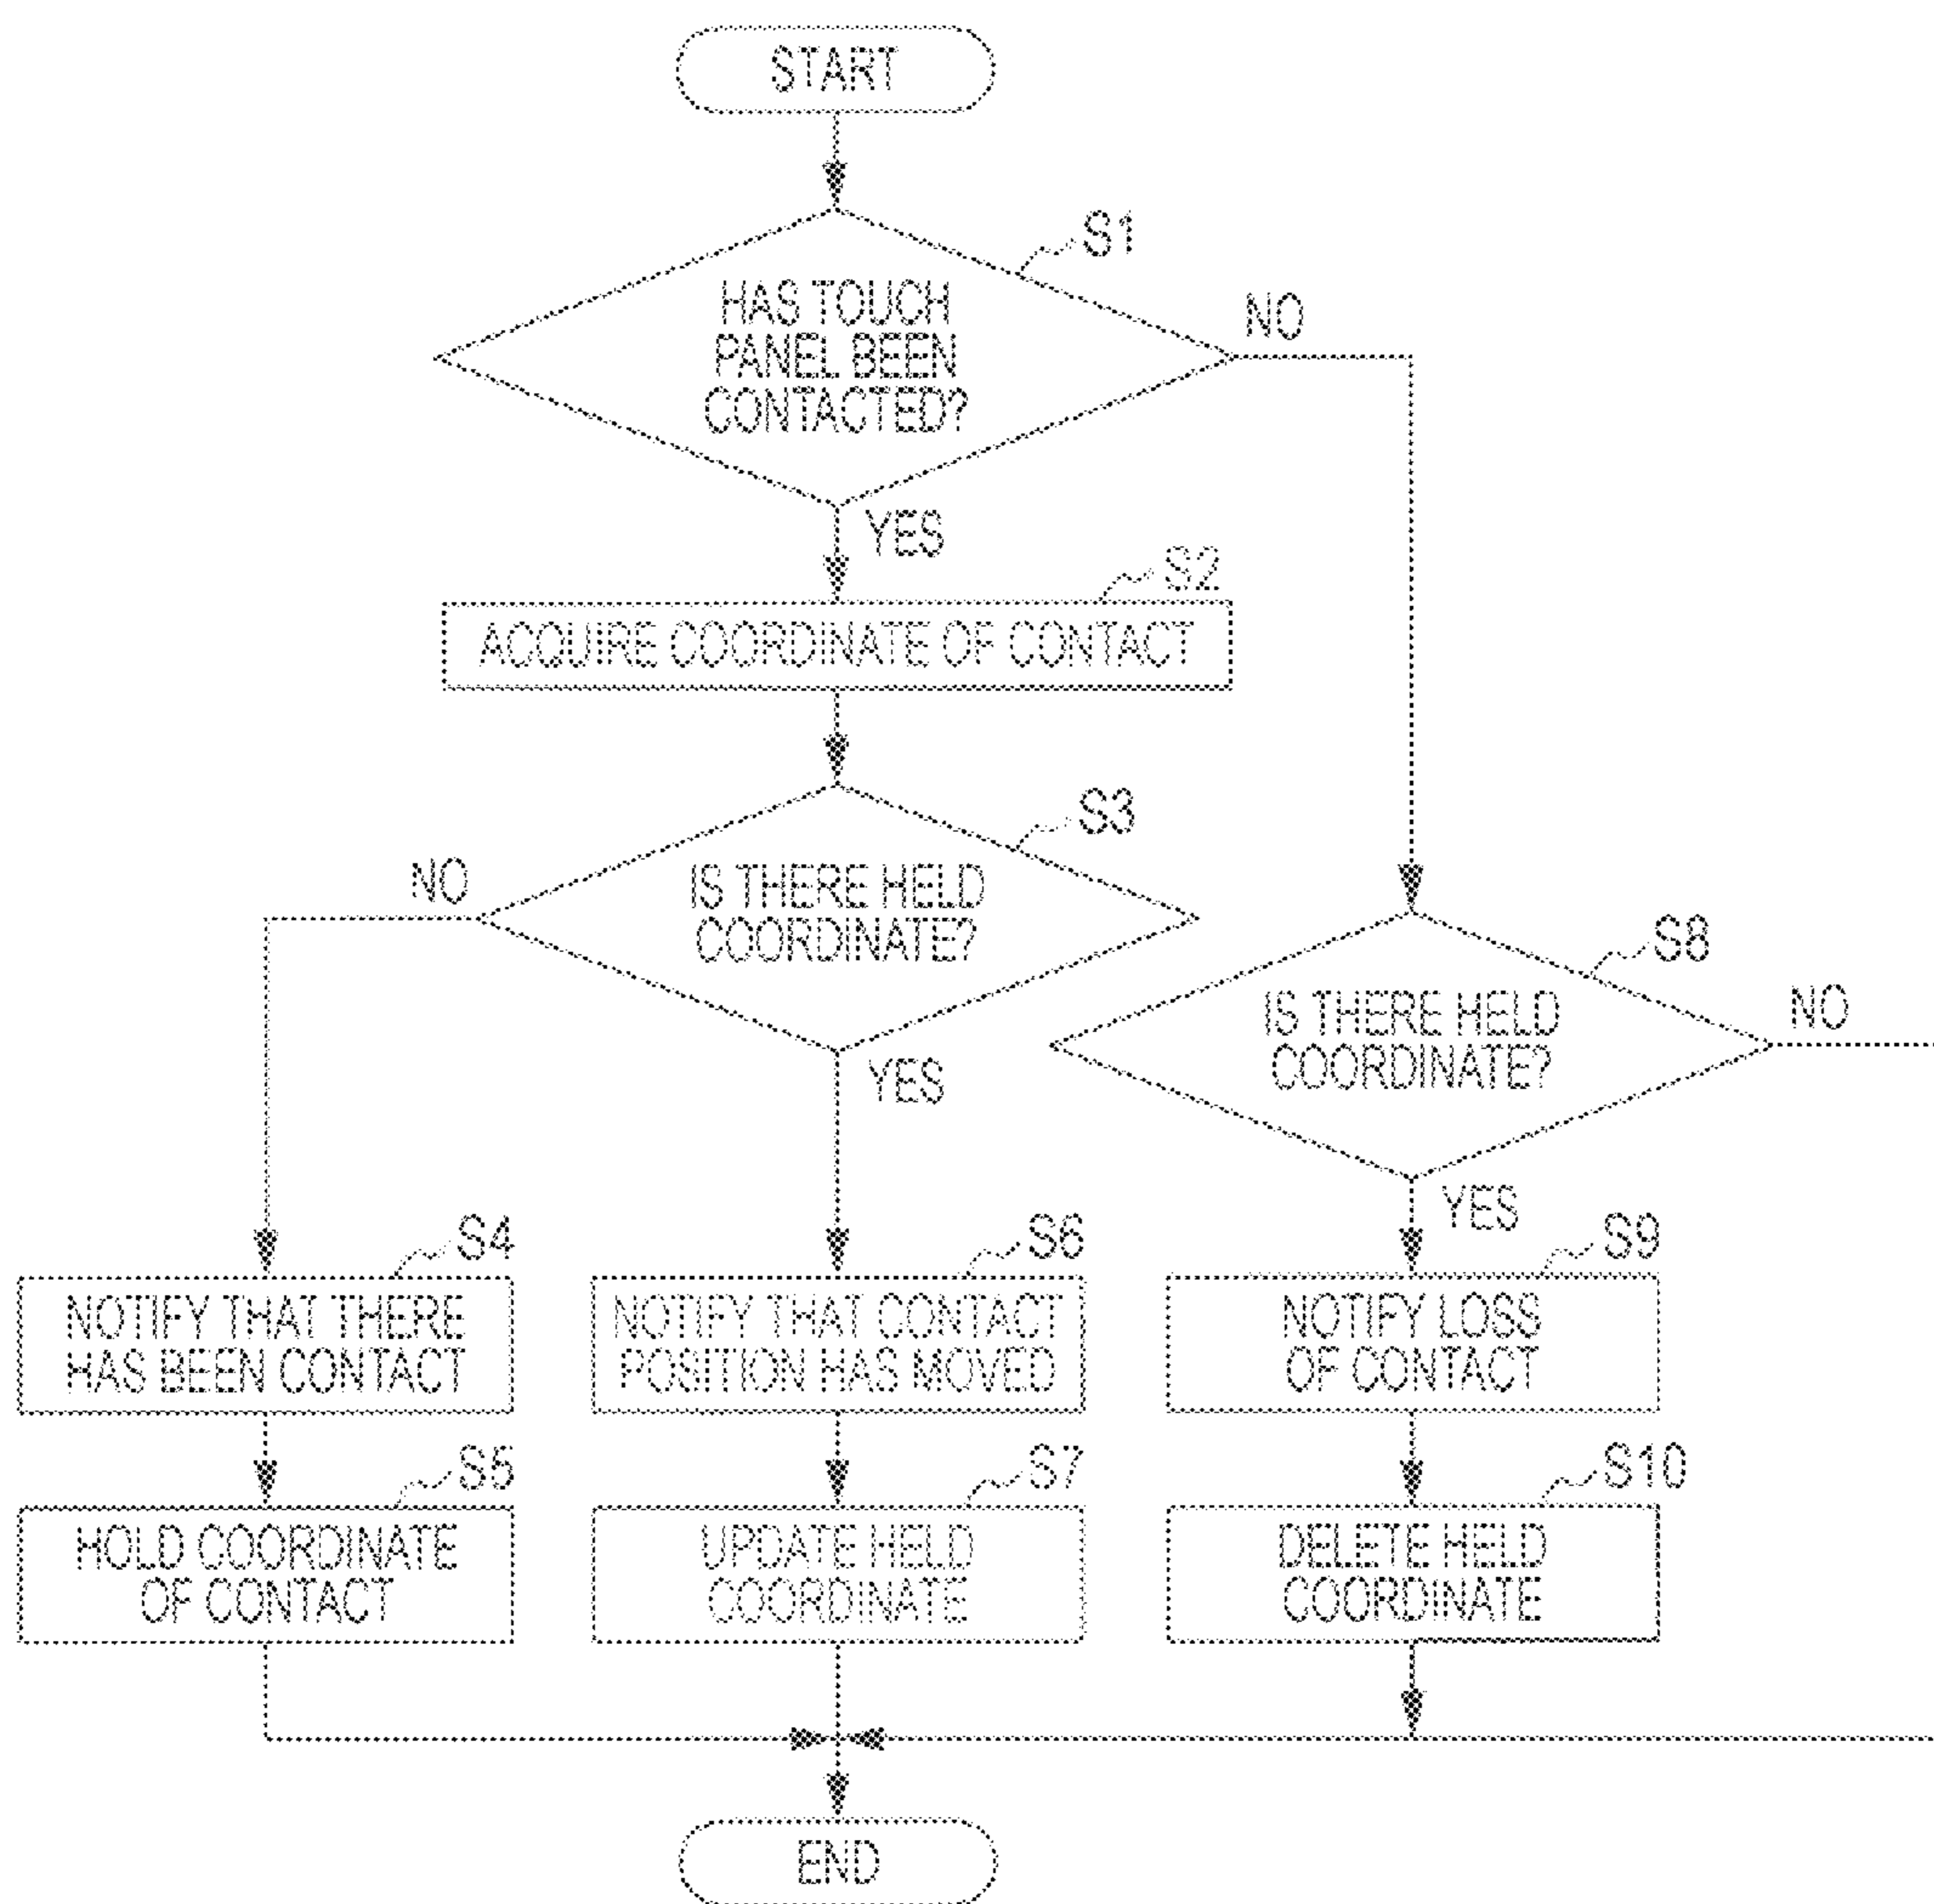 START
S1
HAS TOUCH
PANEL BEEN
CONTACTED?
NO
YES
S2
ACQUIRE COORDINATE OF CONTACT
S3
IS THERE HELD
COORDINATE?
NO
YES
S8
IS THERE HELD
COORDINATE?
NO
YES
S4
NOTIFY THAT THERE
HAS BEEN CONTACT
S6
NOTIFY THAT CONTACT
POSITION HAS MOVED
S9
NOTIFY LOSS
OF CONTACT
S5
HOLD COORDINATE
OF CONTACT
S7
UPDATE HELD
COORDINATE
S10
DELETE HELD
COORDINATE
END